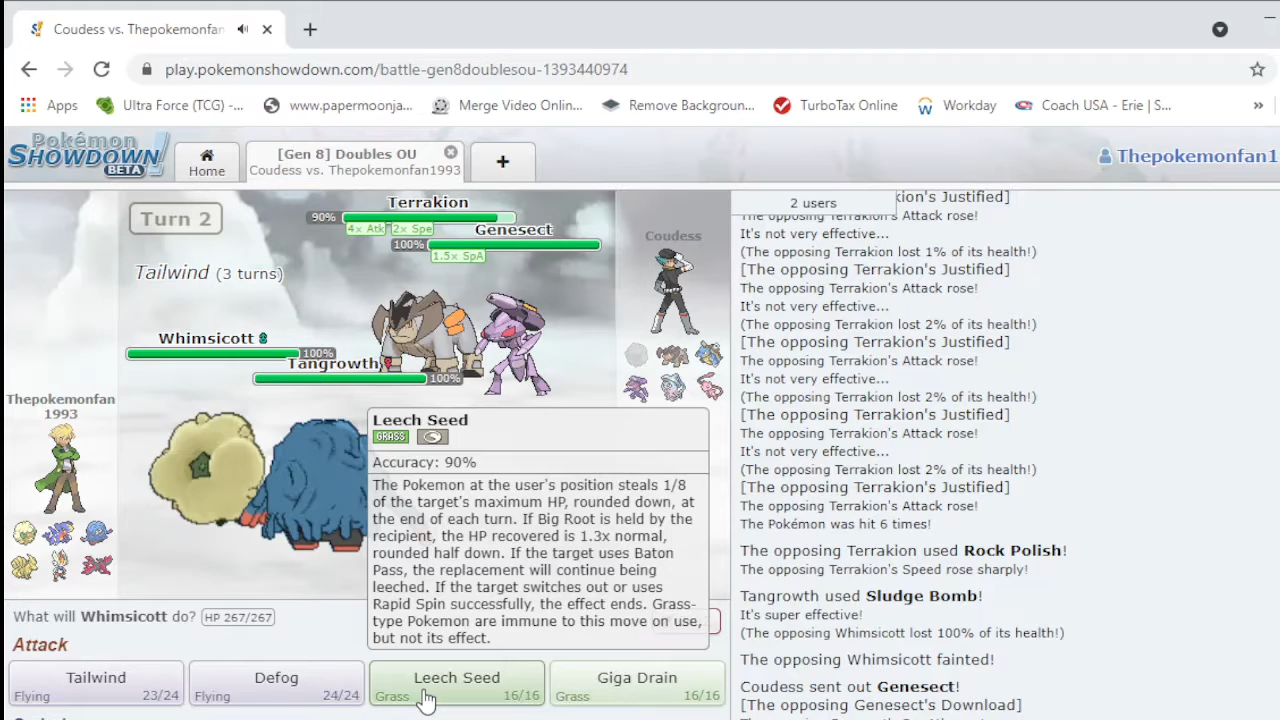 Coudess vs. Thepokemonfan
play.pokemonshowdown.com/battle-gen8doublesou-1393440974
Apps
Ultra Force (TCG) -...
www.papermoonja...
Merge Video Onlin...
Remove Backgroun...
TurboTax Online
Workday
Coach USA - Erie | S...
»
Pokémon
SHOWDOWN
BETA
Home
[Gen 8] Doubles OU
Coudess vs. Thepokemonfan1993
Thepokemonfan1
Turn 2
Tailwind (3 turns)
Terrakion
90%
4x Atk 2x Spe
Genesect
100%
1.5x SpA
Coudess
Whimsicott
100%
Tangrowth
100%
Thepokemonfan
1993
Leech Seed
GRASS
Accuracy: 90%
The Pokemon at the user's position steals 1/8
of the target's maximum HP, rounded down, at
the end of each turn. If Big Root is held by the
recipient, the HP recovered is 1.3x normal,
rounded half down. If the target uses Baton
Pass, the replacement will continue being
leeched. If the target switches out or uses
Rapid Spin successfully, the effect ends. Grass-
type Pokemon are immune to this move on use,
but not its effect.
What will Whimsicott do? HP 267/267
Attack
Tailwind
Flying 23/24
Defog
Flying 24/24
Leech Seed
Grass 16/16
Giga Drain
Grass 16/16
2 users
Terrakion's Justified]
The opposing Terrakion's Attack rose!
It's not very effective...
(The opposing Terrakion lost 1% of its health!)
[The opposing Terrakion's Justified]
The opposing Terrakion's Attack rose!
It's not very effective...
(The opposing Terrakion lost 2% of its health!)
[The opposing Terrakion's Justified]
The opposing Terrakion's Attack rose!
It's not very effective...
(The opposing Terrakion lost 2% of its health!)
[The opposing Terrakion's Justified]
The opposing Terrakion's Attack rose!
It's not very effective...
(The opposing Terrakion lost 2% of its health!)
[The opposing Terrakion's Justified]
The opposing Terrakion's Attack rose!
The Pokémon was hit 6 times!
The opposing Terrakion used Rock Polish!
The opposing Terrakion's Speed rose sharply!
Tangrowth used Sludge Bomb!
It's super effective!
(The opposing Whimsicott lost 100% of its health!)
The opposing Whimsicott fainted!
Coudess sent out Genesect!
[The opposing Genesect's Download]